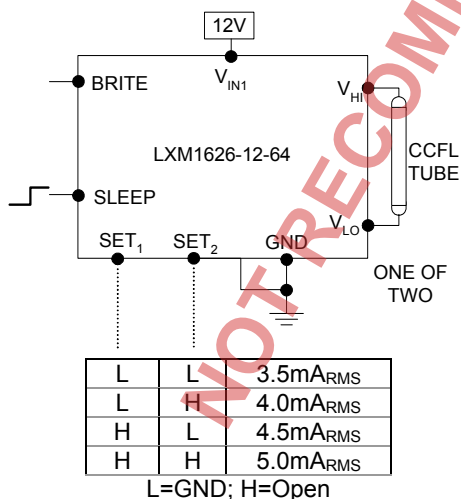 12V
BRITE
VIN1
VHI
LXM1626-12-64
CCFL TUBE
SLEEP
VLO
SET1 SET2 GND
ONE OF TWO
L L 3.5mARMS
L H 4.0mARMS
H L 4.5mARMS
H H 5.0mARMS
L=GND; H=Open
NOT RECOM